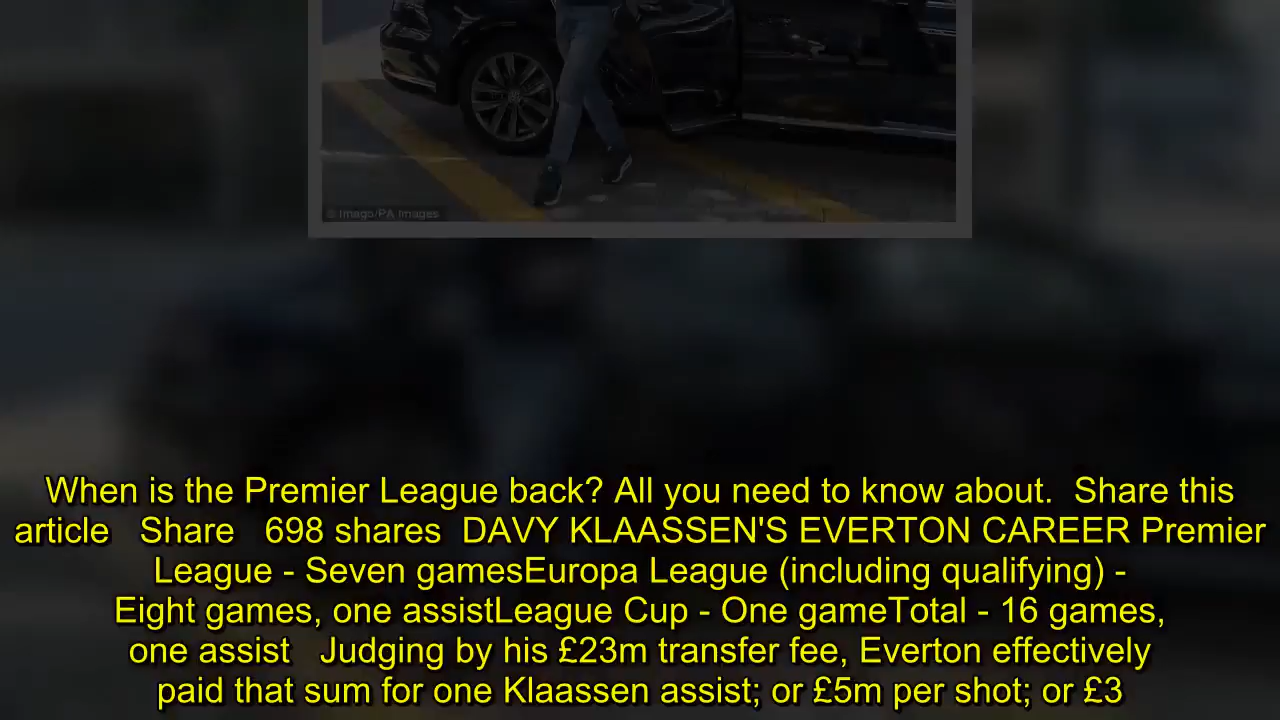 © Imago/PA Images
When is the Premier League back? All you need to know about.  Share this
article   Share   698 shares  DAVY KLAASSEN'S EVERTON CAREER Premier
League - Seven gamesEuropa League (including qualifying) -
Eight games, one assistLeague Cup - One gameTotal - 16 games,
one assist   Judging by his £23m transfer fee, Everton effectively
paid that sum for one Klaassen assist; or £5m per shot; or £3